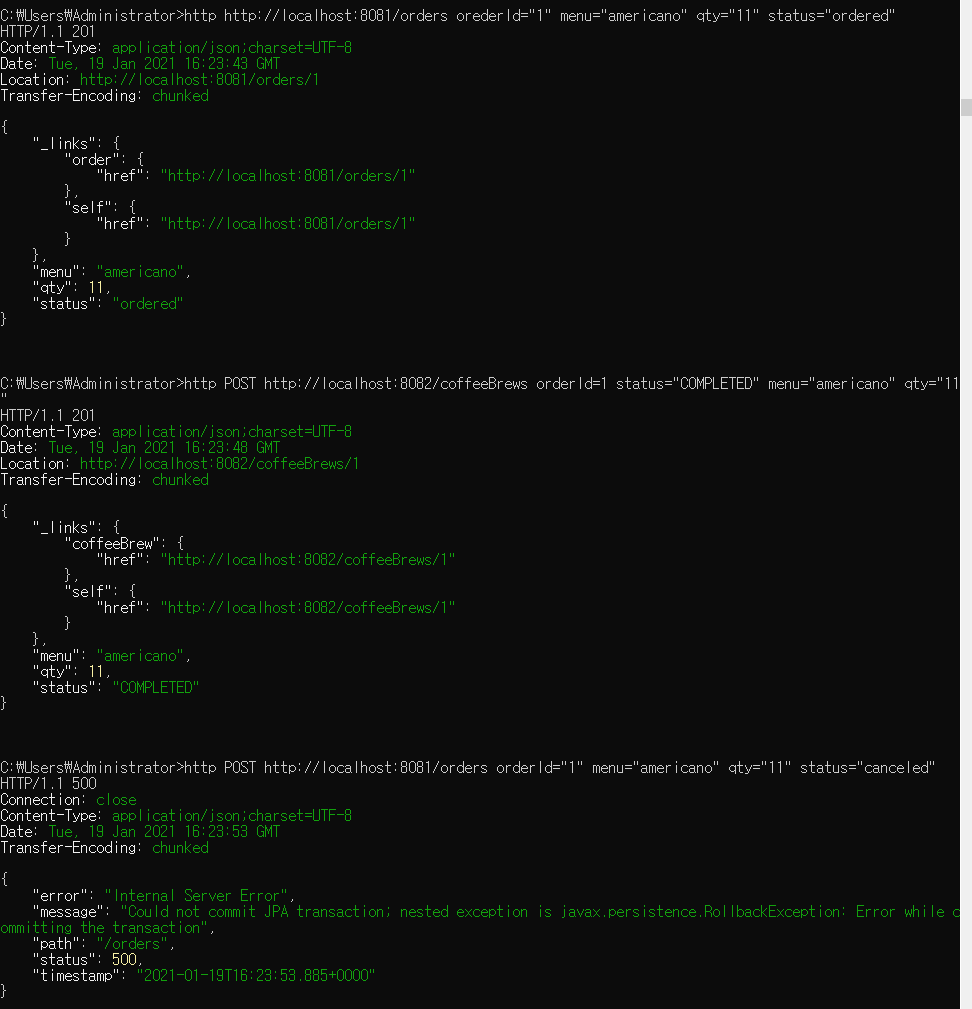 C:₩Users₩Administrator>http http://localhost:8081/orders orederId="1" menu="americano" qty="11" status="ordered"
HTTP/1.1 201
Content-Type: application/json;charset=UTF-8
Date: Tue, 19 Jan 2021 16:23:43 GMT
Location: http://localhost:8081/orders/1
Transfer-Encoding: chunked
{
    "_links": {
        "order": {
            "href": "http://localhost:8081/orders/1"
        },
        "self": {
            "href": "http://localhost:8081/orders/1"
        }
    },
    "menu": "americano",
    "qty": 11,
    "status": "ordered"
}
C:₩Users₩Administrator>http POST http://localhost:8082/coffeeBrews orderId=1 status="COMPLETED" menu="americano" qty="11
"
HTTP/1.1 201
Content-Type: application/json;charset=UTF-8
Date: Tue, 19 Jan 2021 16:23:48 GMT
Location: http://localhost:8082/coffeeBrews/1
Transfer-Encoding: chunked
{
    "_links": {
        "coffeeBrew": {
            "href": "http://localhost:8082/coffeeBrews/1"
        },
        "self": {
            "href": "http://localhost:8082/coffeeBrews/1"
        }
    },
    "menu": "americano",
    "qty": 11,
    "status": "COMPLETED"
}
C:₩Users₩Administrator>http POST http://localhost:8081/orders orderId="1" menu="americano" qty="11" status="canceled"
HTTP/1.1 500
Connection: close
Content-Type: application/json;charset=UTF-8
Date: Tue, 19 Jan 2021 16:23:53 GMT
Transfer-Encoding: chunked
{
    "error": "Internal Server Error",
    "message": "Could not commit JPA transaction; nested exception is javax.persistence.RollbackException: Error while c
ommitting the transaction",
    "path": "/orders",
    "status": 500,
    "timestamp": "2021-01-19T16:23:53.885+0000"
}